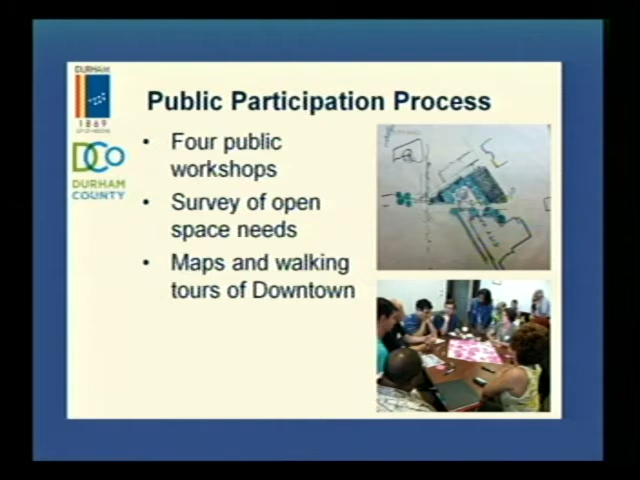 DURHAM
1869
DCO
DURHAM
COUNTY
Public Participation Process
• Four public
workshops
• Survey of open
space needs
• Maps and walking
tours of Downtown